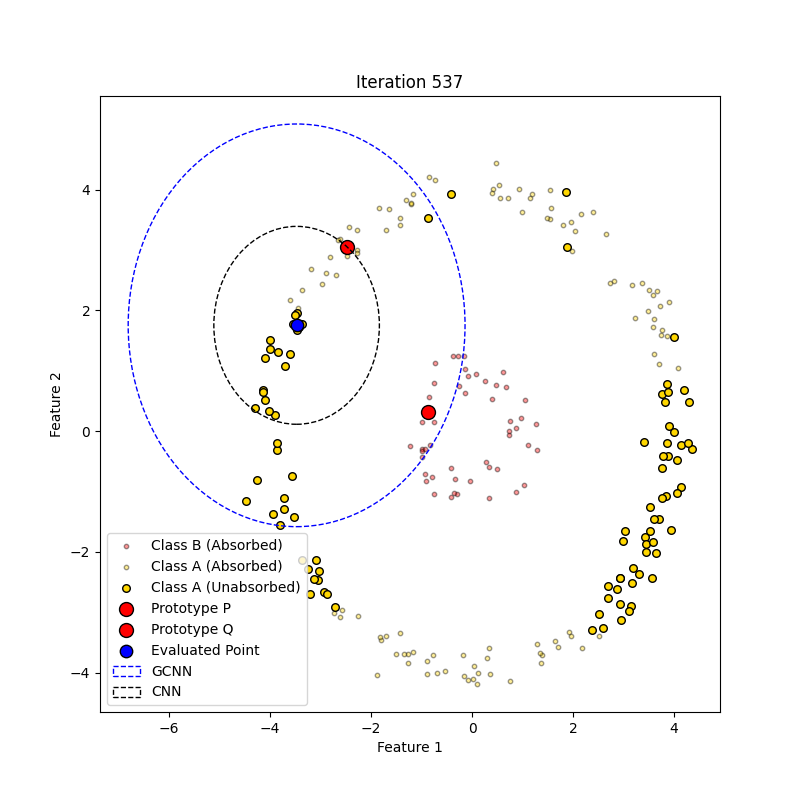 Iteration 537
Feature 2
4
2
0
−2
−4
Class B (Absorbed)
Class A (Absorbed)
Class A (Unabsorbed)
Prototype P
Prototype Q
Evaluated Point
GCNN
CNN
−6 −4 −2 0 2 4
Feature 1